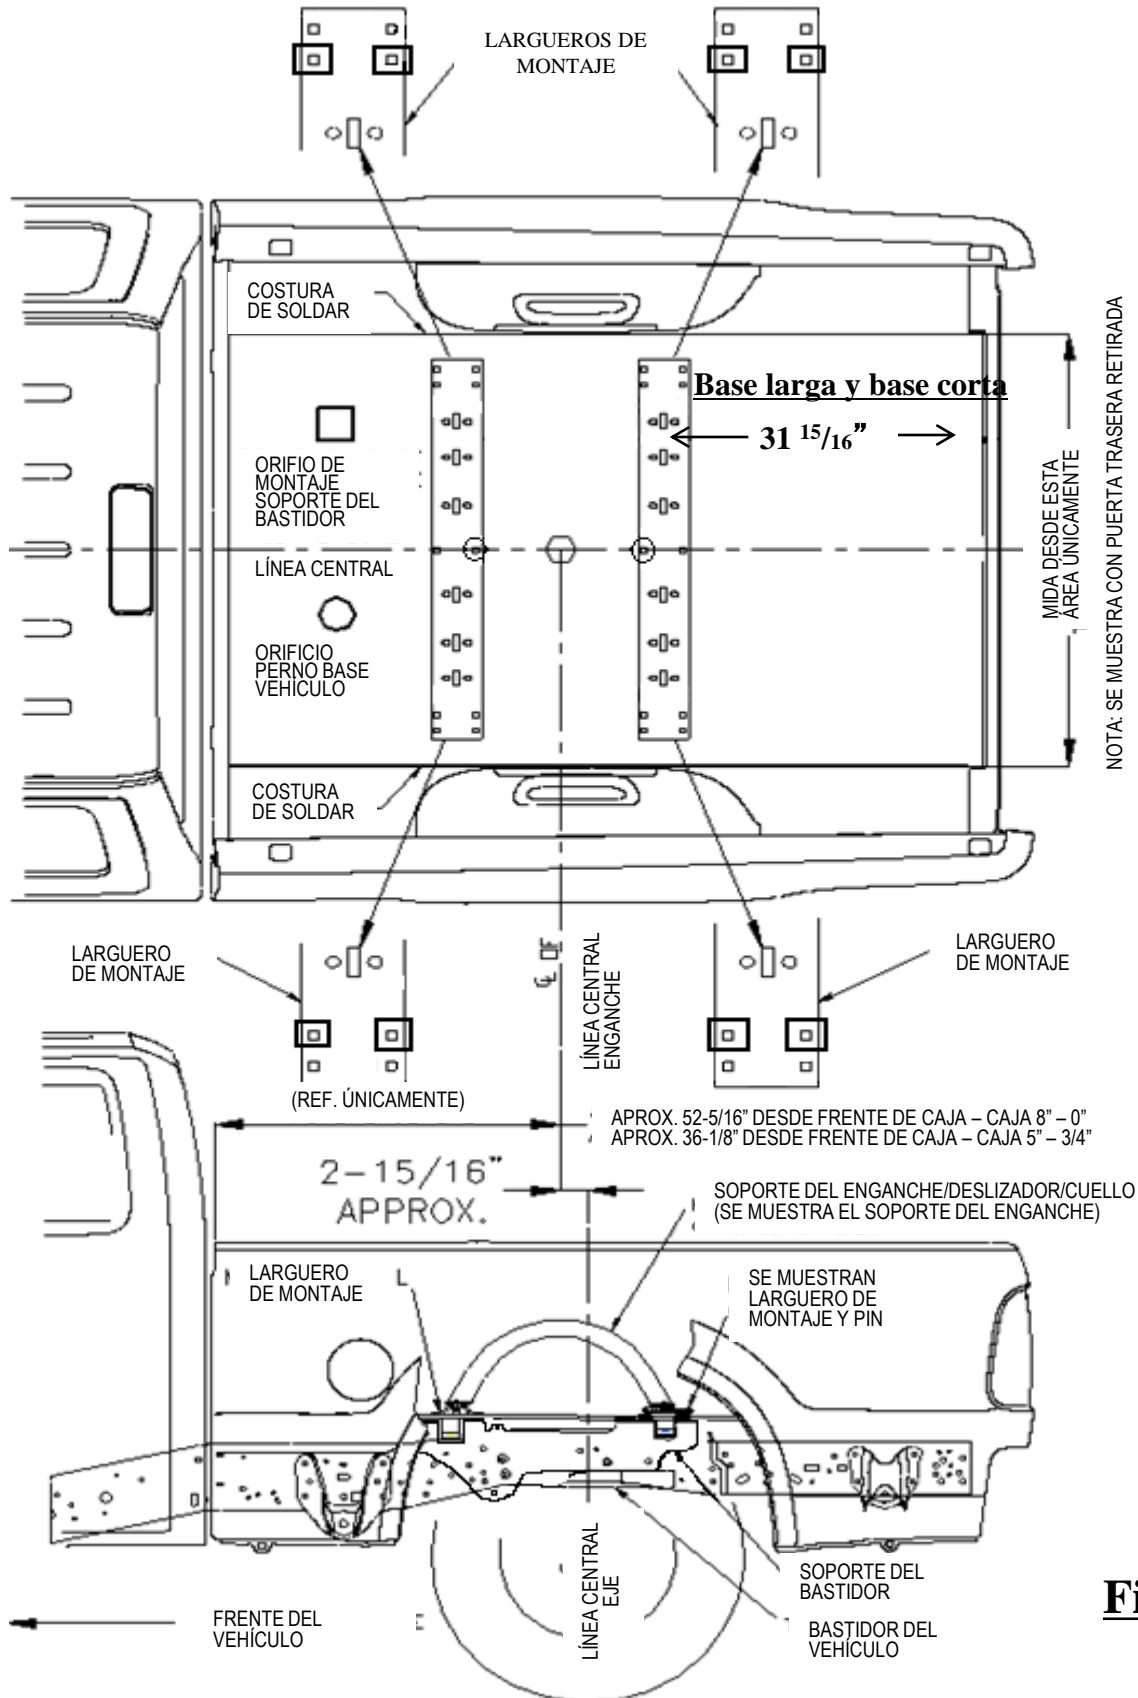 LARGUEROS DE
MONTAJE
COSTURA
DE SOLDAR
Base larga y base corta
31 15/16”
ORIFIO DE
MONTAJE
SOPORTE DEL
BASTIDOR
LÍNEA CENTRAL
ORIFICIO
PERNO BASE
VEHÍCULO
MIDA DESDE ESTA
ÁREA ÚNICAMENTE
NOTA: SE MUESTRA CON PUERTA TRASERA RETIRADA
COSTURA
DE SOLDAR
LARGUERO
DE MONTAJE
LÍNEA CENTRAL
ENGANCHE
LARGUERO
DE MONTAJE
(REF. ÚNICAMENTE)
APROX. 52-5/16” DESDE FRENTE DE CAJA – CAJA 8” – 0”
APROX. 36-1/8” DESDE FRENTE DE CAJA – CAJA 5” – 3/4”
2-15/16"
APPROX.
SOPORTE DEL ENGANCHE/DESLIZADOR/CUELLO
(SE MUESTRA EL SOPORTE DEL ENGANCHE)
LARGUERO
DE MONTAJE
L
SE MUESTRAN
LARGUERO DE
MONTAJE Y PIN
LÍNEA CENTRAL
EJE
SOPORTE DEL
BASTIDOR
BASTIDOR DEL
VEHÍCULO
FRENTE DEL
VEHÍCULO
E
Fi